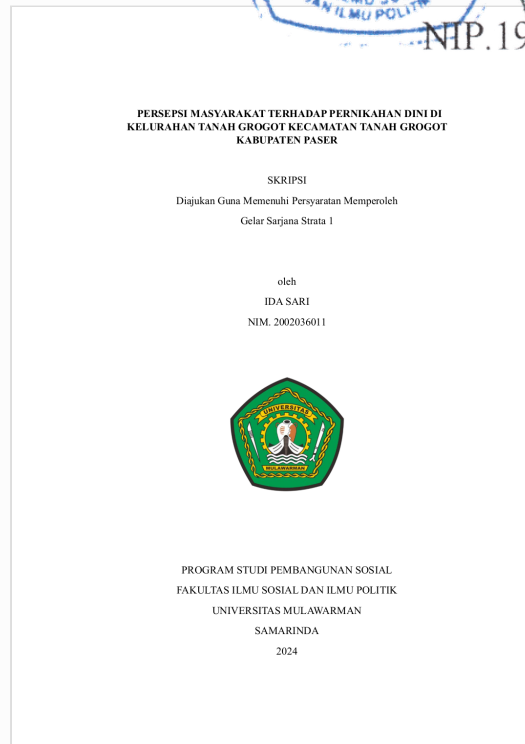 AN ILMU POLIT
NIP. 19
PERSEPSI MASYARAKAT TERHADAP PERNIKAHAN DINI DI
KELURAHAN TANAH GROGOT KECAMATAN TANAH GROGOT
KABUPATEN PASER
SKRIPSI
Diajukan Guna Memenuhi Persyaratan Memperoleh
Gelar Sarjana Strata 1
oleh
IDA SARI
NIM. 2002036011
UNIVERSITAS
MULAWARMAN
PROGRAM STUDI PEMBANGUNAN SOSIAL
FAKULTAS ILMU SOSIAL DAN ILMU POLITIK
UNIVERSITAS MULAWARMAN
SAMARINDA
2024